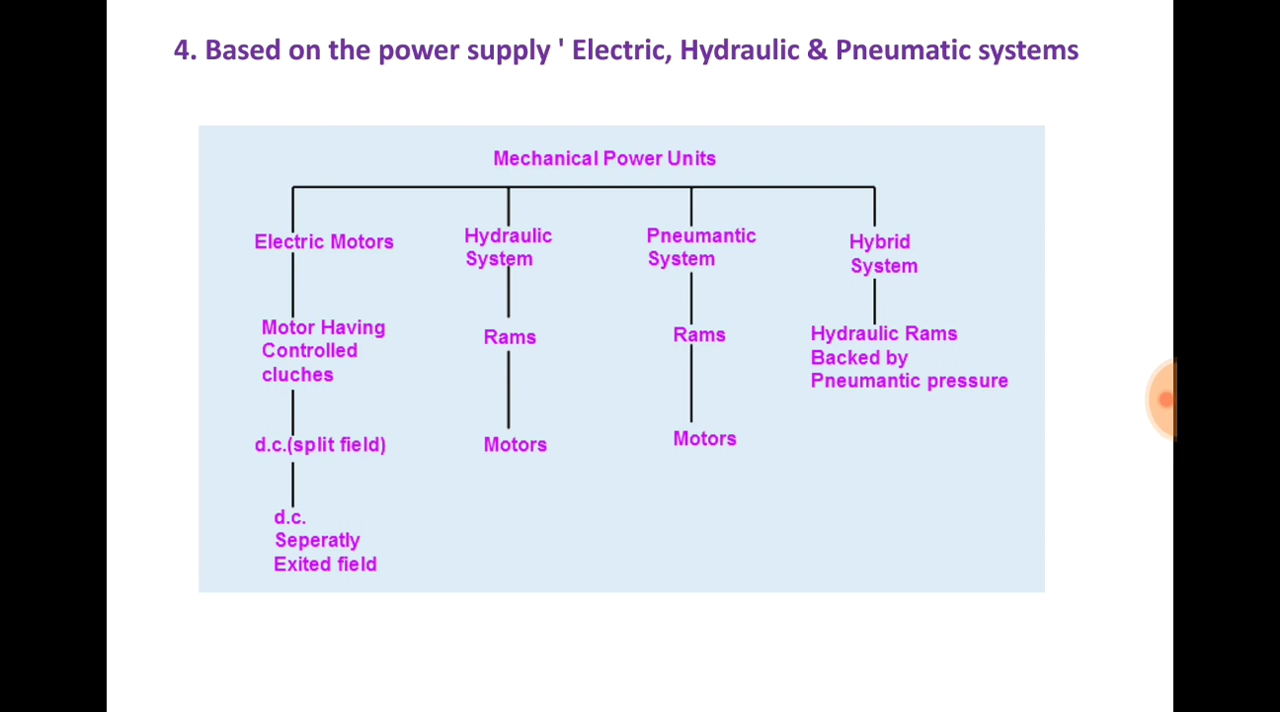 4. Based on the power supply ' Electric, Hydraulic & Pneumatic systems
Mechanical Power Units
Electric Motors
Motor Having
Controlled
cluches
d.c.(split field)
d.c.
Seperatly
Exited field
Hydraulic
System
Rams
Motors
Pneumantic
System
Rams
Motors
Hybrid
System
Hydraulic Rams
Backed by
Pneumantic pressure